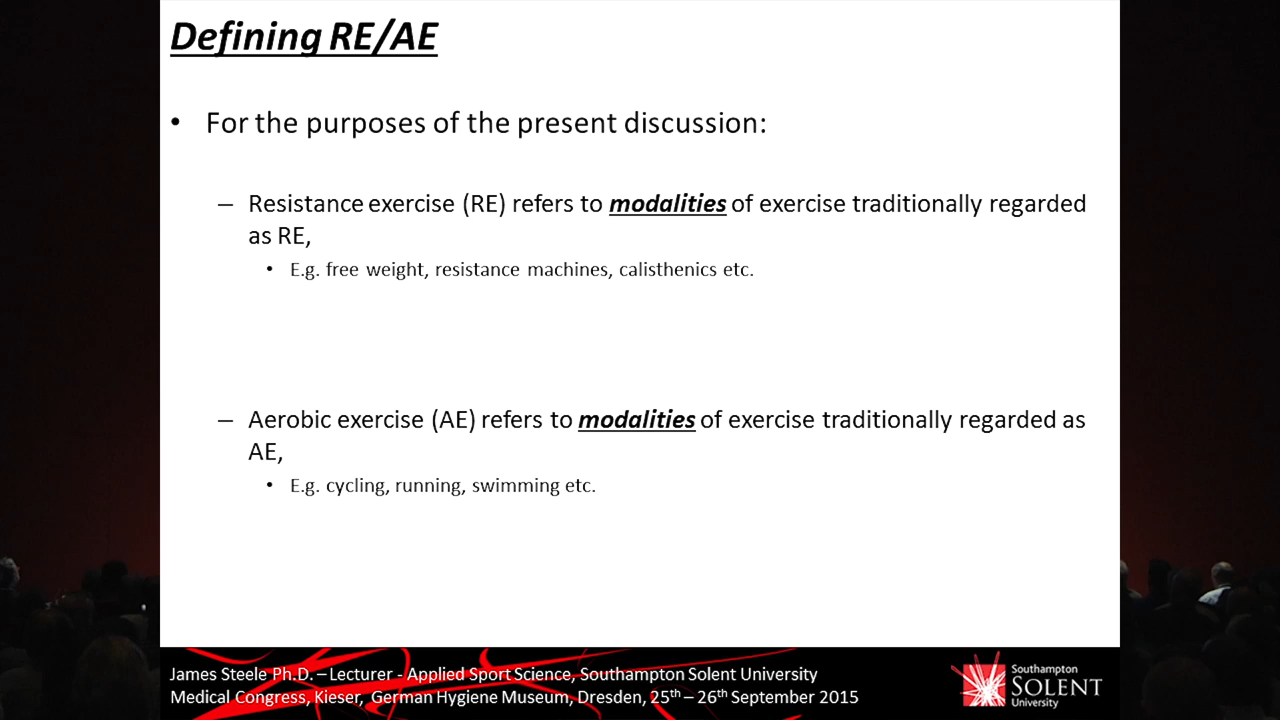 Defining RE/AE
• For the purposes of the present discussion:
– Resistance exercise (RE) refers to modalities of exercise traditionally regarded
as RE,
• E.g. free weight, resistance machines, calisthenics etc.
– Aerobic exercise (AE) refers to modalities of exercise traditionally regarded as
AE,
• E.g. cycling, running, swimming etc.
James Steele Ph.D. – Lecturer - Applied Sport Science, Southampton Solent University
Medical Congress, Kieser, German Hygiene Museum, Dresden, 25th – 26th September 2015
Southampton
SOLENT
University